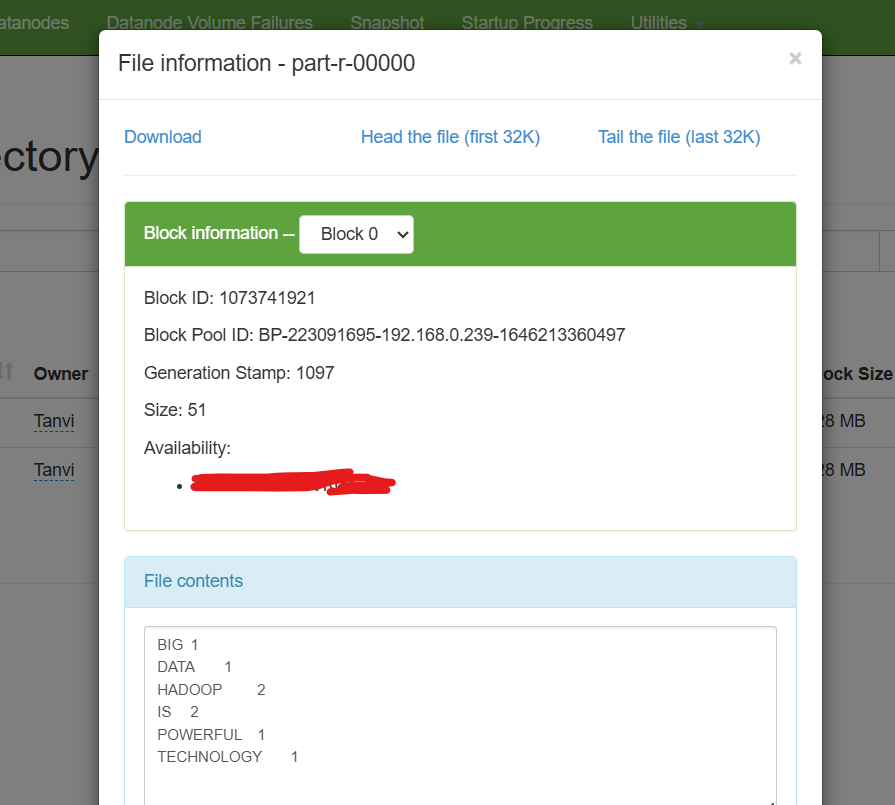 atanodes Datanode Volume Failures Snapshot Startup Progress Utilities
File information - part-r-00000 ×
Download Head the file (first 32K) Tail the file (last 32K)
ectory
Block information -- Block 0
Block ID: 1073741921
Block Pool ID: BP-223091695-192.168.0.239-1646213360497
Generation Stamp: 1097
Owner ock Size
Size: 51
Tanvi 28 MB
Availability:
Tanvi 28 MB
File contents
BIG 1
DATA 1
HADOOP 2
IS 2
POWERFUL 1
TECHNOLOGY 1